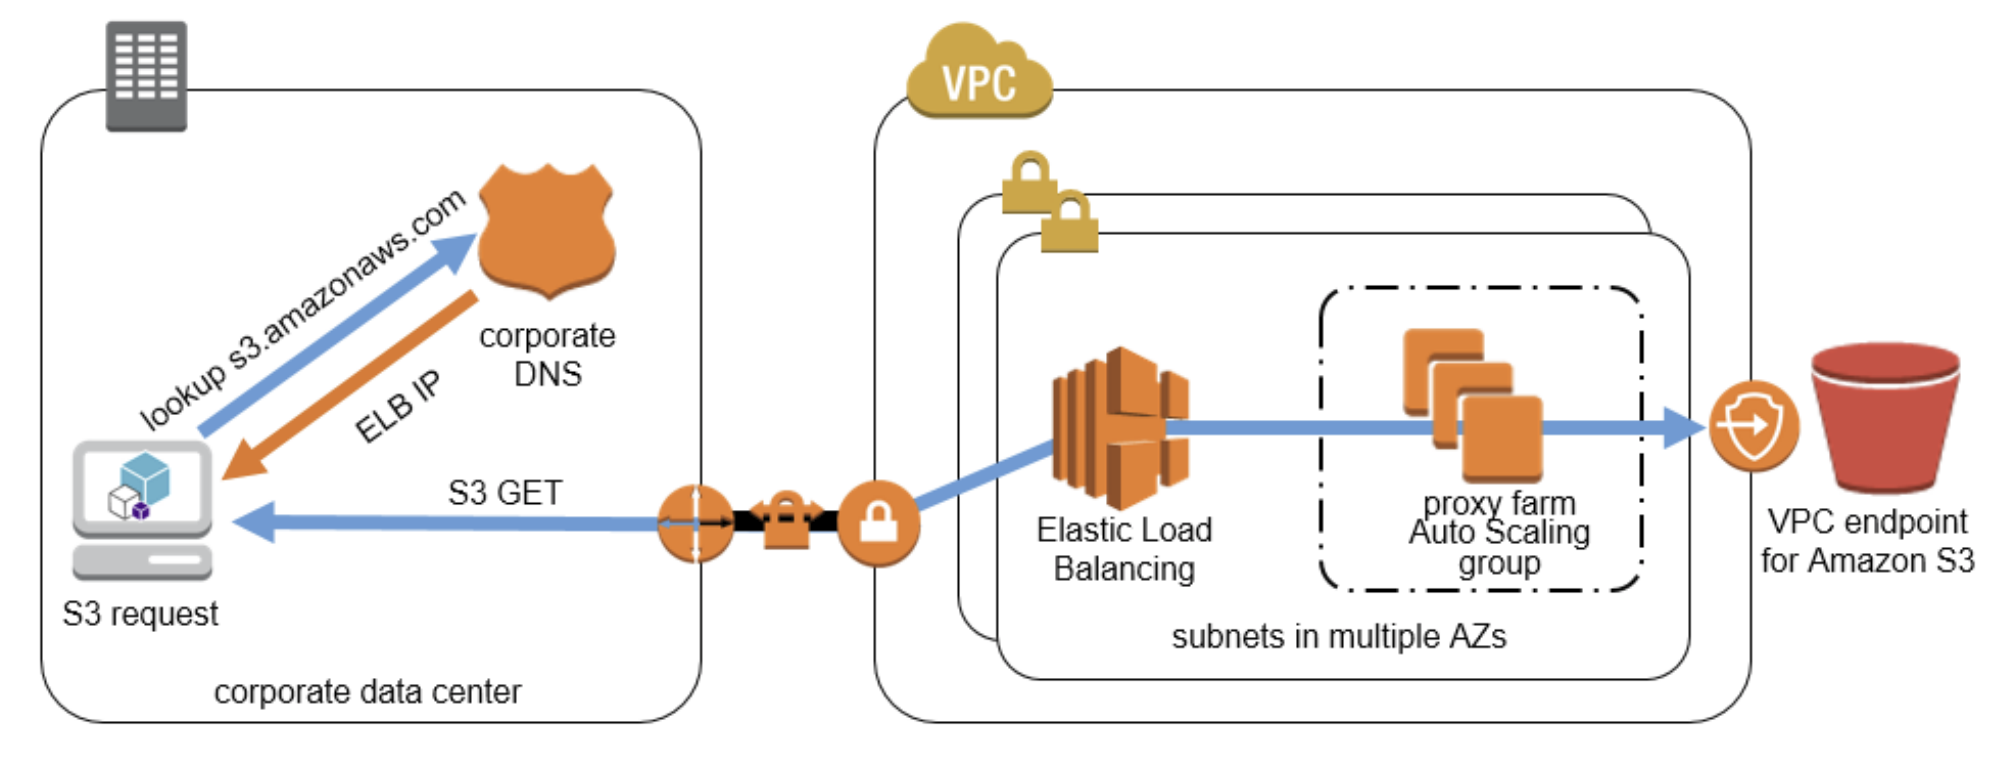 VPC
lookup s3.amazonaws.com
corporate
DNS
ELB IP
S3 GET
S3 request
corporate data center
Elastic Load
Balancing
proxy farm
Auto Scaling
group
subnets in multiple AZs
VPC endpoint
for Amazon S3